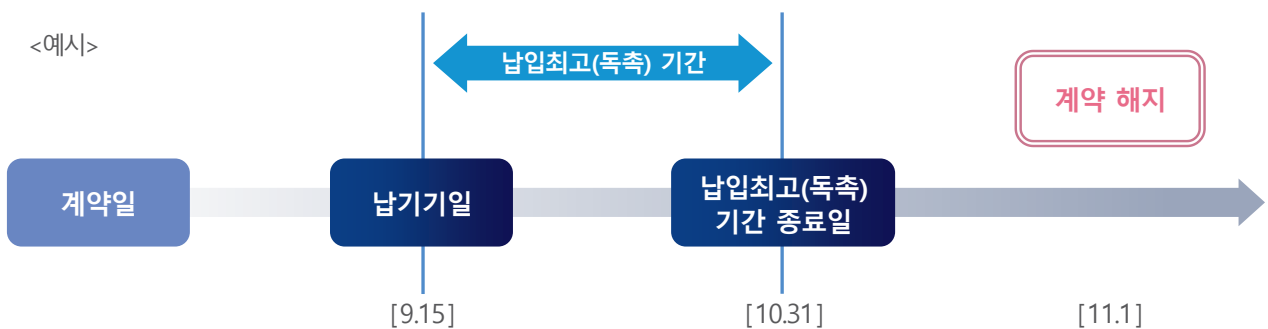 <예시>
납입최고(독촉) 기간
계약 해지
계약일
납기기일
납입최고(독촉)
기간 종료일
[9.15]
[10.31]
[11.1]